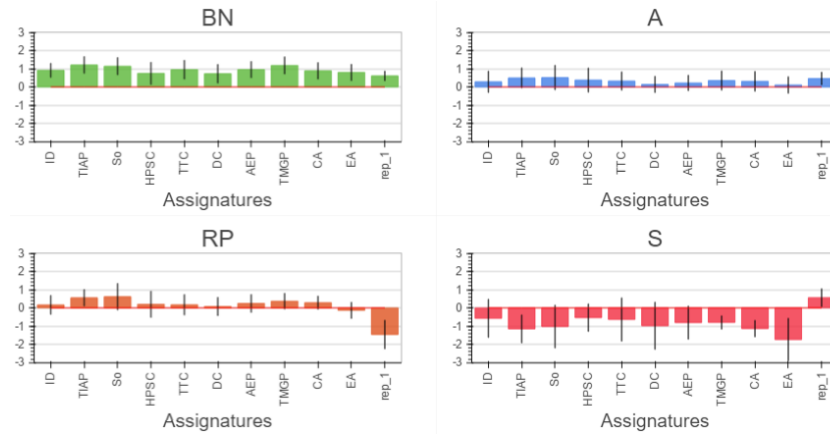 BN
3
2
1
0
-1
-2
-3
ID
TIAP
So
HPSC
TTC
DC
AEP
TMGP
CA
EA
rep_1
Assignatures
A
3
2
1
0
-1
-2
-3
ID
TIAP
So
HPSC
TTC
DC
AEP
TMGP
CA
EA
rep_1
Assignatures
RP
3
2
1
0
-1
-2
-3
ID
TIAP
So
HPSC
TTC
DC
AEP
TMGP
CA
EA
rep_1
Assignatures
S
3
2
1
0
-1
-2
-3
ID
TIAP
So
HPSC
TTC
DC
AEP
TMGP
CA
EA
rep_1
Assignatures